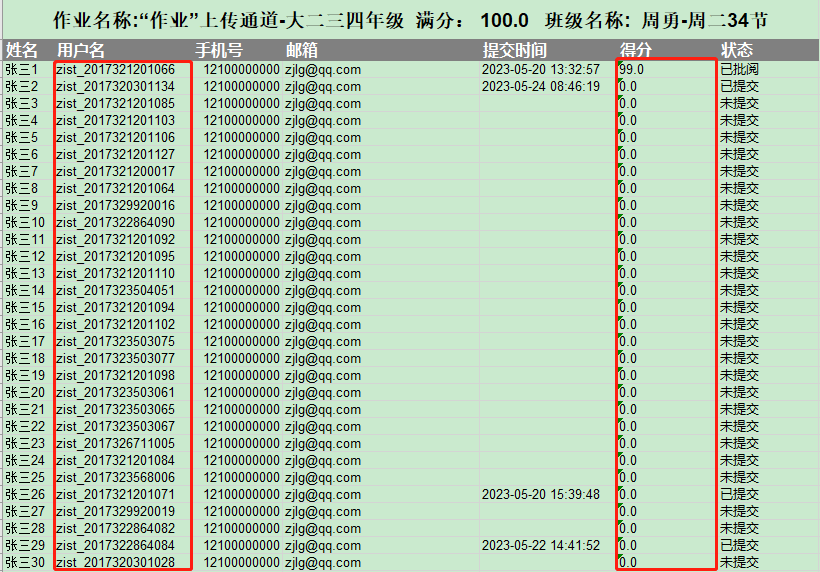 作业名称:“作业”上传通道-大二三四年级 满分: 100.0 班级名称: 周勇-周二34节
姓名 用户名 手机号 邮箱 提交时间 得分 状态
张三1 zist_2017321201066 12100000000 zjlg@qq.com 2023-05-20 13:32:57 99.0 已批阅
张三2 zist_2017320301134 12100000000 zjlg@qq.com 2023-05-24 08:46:19 0.0 已提交
张三3 zist_2017321201085 12100000000 zjlg@qq.com 0.0 未提交
张三4 zist_2017321201103 12100000000 zjlg@qq.com 0.0 未提交
张三5 zist_2017321201106 12100000000 zjlg@qq.com 0.0 未提交
张三6 zist_2017321201127 12100000000 zjlg@qq.com 0.0 未提交
张三7 zist_2017321200017 12100000000 zjlg@qq.com 0.0 未提交
张三8 zist_2017321201064 12100000000 zjlg@qq.com 0.0 未提交
张三9 zist_2017329920016 12100000000 zjlg@qq.com 0.0 未提交
张三10 zist_2017322864090 12100000000 zjlg@qq.com 0.0 未提交
张三11 zist_2017321201092 12100000000 zjlg@qq.com 0.0 未提交
张三12 zist_2017321201095 12100000000 zjlg@qq.com 0.0 未提交
张三13 zist_2017321201110 12100000000 zjlg@qq.com 0.0 未提交
张三14 zist_2017323504051 12100000000 zjlg@qq.com 0.0 未提交
张三15 zist_2017321201094 12100000000 zjlg@qq.com 0.0 未提交
张三16 zist_2017321201102 12100000000 zjlg@qq.com 0.0 未提交
张三17 zist_2017323503075 12100000000 zjlg@qq.com 0.0 未提交
张三18 zist_2017323503077 12100000000 zjlg@qq.com 0.0 未提交
张三19 zist_2017321201098 12100000000 zjlg@qq.com 0.0 未提交
张三20 zist_2017323503061 12100000000 zjlg@qq.com 0.0 未提交
张三21 zist_2017323503065 12100000000 zjlg@qq.com 0.0 未提交
张三22 zist_2017323503067 12100000000 zjlg@qq.com 0.0 未提交
张三23 zist_2017326711005 12100000000 zjlg@qq.com 0.0 未提交
张三24 zist_2017321201084 12100000000 zjlg@qq.com 0.0 未提交
张三25 zist_2017323568006 12100000000 zjlg@qq.com 0.0 未提交
张三26 zist_2017321201071 12100000000 zjlg@qq.com 2023-05-20 15:39:48 0.0 已提交
张三27 zist_2017329920019 12100000000 zjlg@qq.com 0.0 未提交
张三28 zist_2017322864082 12100000000 zjlg@qq.com 0.0 未提交
张三29 zist_2017322864084 12100000000 zjlg@qq.com 2023-05-22 14:41:52 0.0 已提交
张三30 zist_2017320301028 12100000000 zjlg@qq.com 0.0 未提交